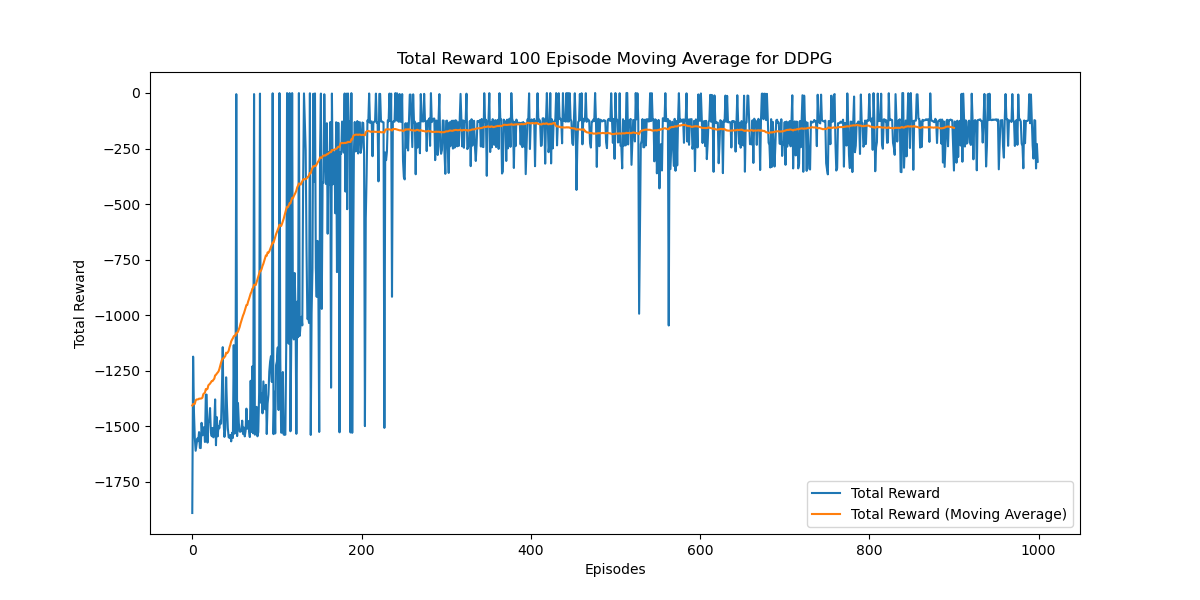 Total Reward 100 Episode Moving Average for DDPG
0
−250
−500
−750
−1000
−1250
−1500
−1750
Total Reward
0
200
400
600
800
1000
Episodes
Total Reward
Total Reward (Moving Average)